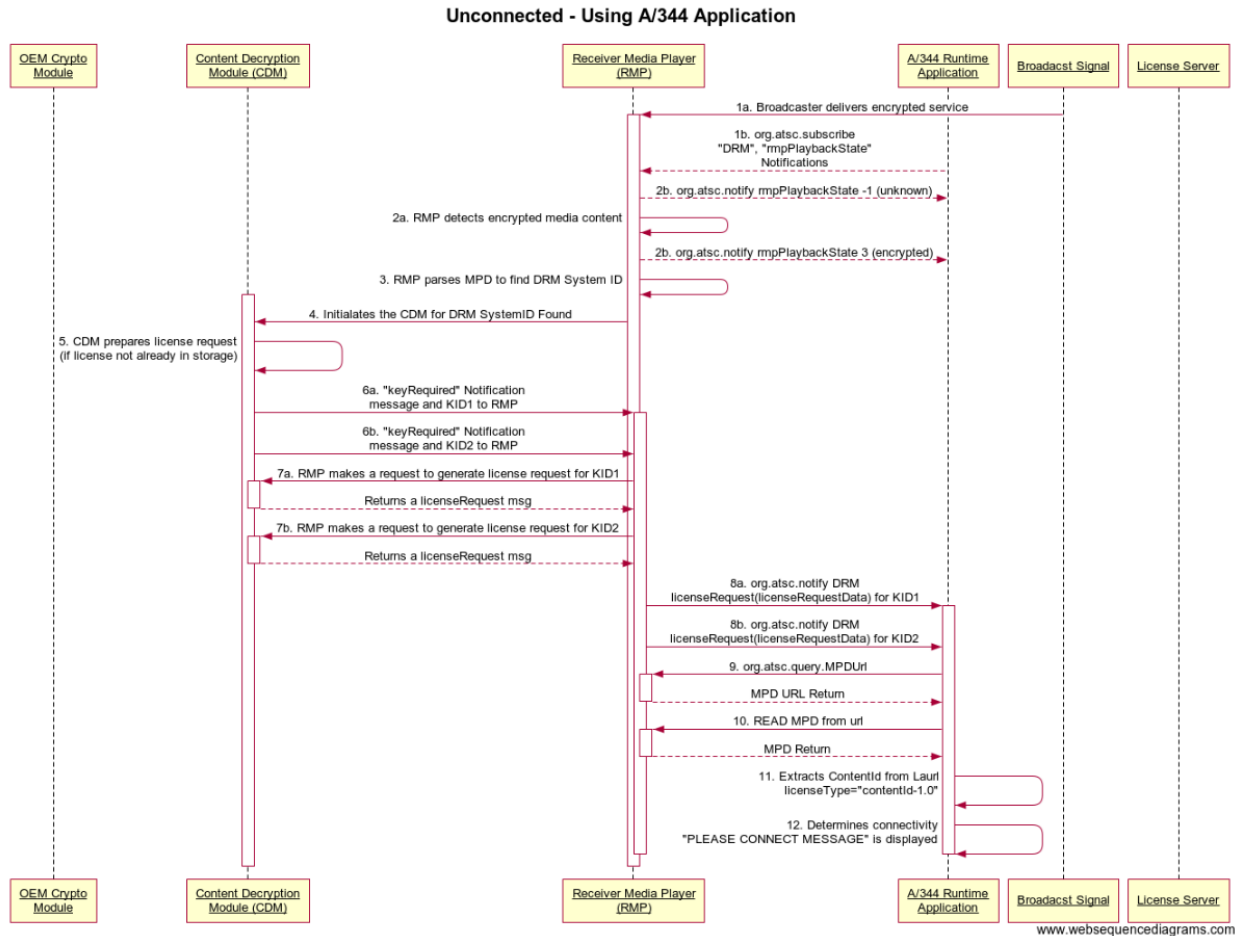 Unconnected - Using A/344 Application
OEM Crypto
Module
Content Decryption
Module (CDM)
Receiver Media Player
(RMP)
A/344 Runtime
Application
Broadacst Signal
License Server
1a. Broadcaster delivers encrypted service
1b. org.atsc.subscribe
"DRM", "rmpPlaybackState"
Notifications
2b. org.atsc.notify rmpPlaybackState -1 (unknown)
2a. RMP detects encrypted media content
2b. org.atsc.notify rmpPlaybackState 3 (encrypted)
3. RMP parses MPD to find DRM System ID
4. Initialates the CDM for DRM SystemID Found
5. CDM prepares license request
(if license not already in storage)
6a. "keyRequired" Notification
message and KID1 to RMP
6b. "keyRequired" Notification
message and KID2 to RMP
7a. RMP makes a request to generate license request for KID1
Returns a licenseRequest msg
7b. RMP makes a request to generate license request for KID2
Returns a licenseRequest msg
8a. org.atsc.notify DRM
licenseRequest(licenseRequestData) for KID1
8b. org.atsc.notify DRM
licenseRequest(licenseRequestData) for KID2
9. org.atsc.query.MPDUrl
MPD URL Return
10. READ MPD from url
MPD Return
11. Extracts ContentId from Laurl
licenseType="contentId-1.0"
12. Determines connectivity
"PLEASE CONNECT MESSAGE" is displayed
OEM Crypto
Module
Content Decryption
Module (CDM)
Receiver Media Player
(RMP)
A/344 Runtime
Application
Broadacst Signal
License Server
www.websequencediagrams.com